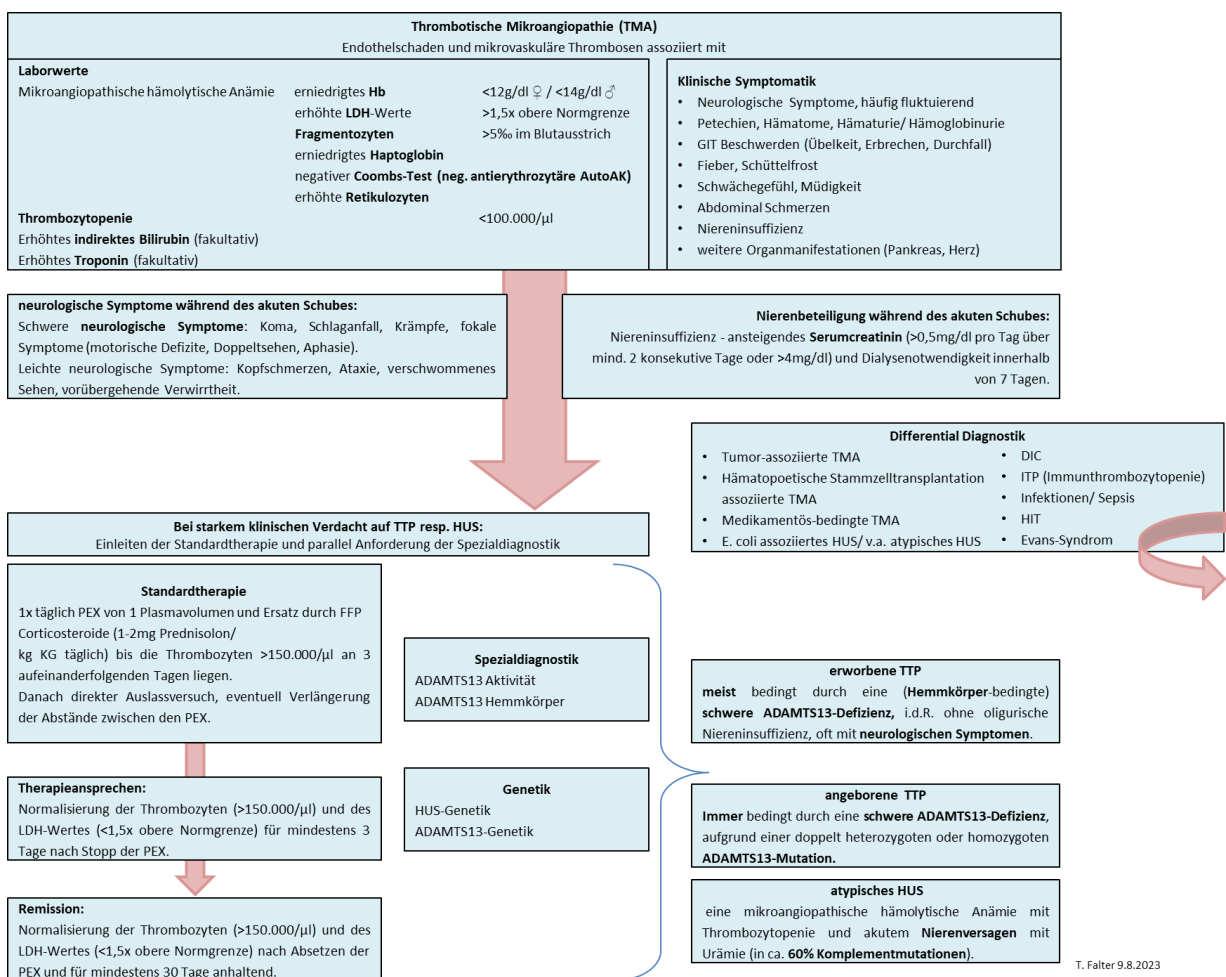 Thrombotische Mikroangiopathie (TMA)
Endothelschaden und mikrovaskuläre Thrombosen assoziiert mit
Laborwerte
Mikroangiopathische hämolytische Anämie erniedrigtes Hb <12g/dl ♀ / <14g/dl ♂
erhöhte LDH-Werte >1,5x obere Normgrenze
Fragmentozyten >5‰ im Blutausstrich
erniedrigtes Haptoglobin
negativer Coombs-Test (neg. antierythrozytäre AutoAK)
erhöhte Retikulozyten
Thrombozytopenie <100.000/µl
Erhöhtes indirektes Bilirubin (fakultativ)
Erhöhtes Troponin (fakultativ)
Klinische Symptomatik
• Neurologische Symptome, häufig fluktuierend
• Petechien, Hämatome, Hämaturie/ Hämoglobinurie
• GIT Beschwerden (Übelkeit, Erbrechen, Durchfall)
• Fieber, Schüttelfrost
• Schwächegefühl, Müdigkeit
• Abdominal Schmerzen
• Niereninsuffizienz
• weitere Organmanifestationen (Pankreas, Herz)
neurologische Symptome während des akuten Schubes:
Schwere neurologische Symptome: Koma, Schlaganfall, Krämpfe, fokale
Symptome (motorische Defizite, Doppeltsehen, Aphasie).
Leichte neurologische Symptome: Kopfschmerzen, Ataxie, verschwommenes
Sehen, vorübergehende Verwirrtheit.
Nierenbeteiligung während des akuten Schubes:
Niereninsuffizienz - ansteigendes Serumcreatinin (>0,5mg/dl pro Tag über
mind. 2 konsekutive Tage oder >4mg/dl) und Dialysenotwendigkeit innerhalb
von 7 Tagen.
Differential Diagnostik
• Tumor-assoziierte TMA
• Hämatopoetische Stammzelltransplantation
assoziierte TMA
• Medikamentös-bedingte TMA
• E. coli assoziiertes HUS/ v.a. atypisches HUS
• DIC
• ITP (Immunthrombozytopenie)
• Infektionen/ Sepsis
• HIT
• Evans-Syndrom
Bei starkem klinischen Verdacht auf TTP resp. HUS:
Einleiten der Standardtherapie und parallel Anforderung der Spezialdiagnostik
Standardtherapie
1x täglich PEX von 1 Plasmavolumen und Ersatz durch FFP
Corticosteroide (1-2mg Prednisolon/
kg KG täglich) bis die Thrombozyten >150.000/µl an 3
aufeinanderfolgenden Tagen liegen.
Danach direkter Auslassversuch, eventuell Verlängerung
der Abstände zwischen den PEX.
Spezialdiagnostik
ADAMTS13 Aktivität
ADAMTS13 Hemmkörper
erworbene TTP
meist bedingt durch eine (Hemmkörper-bedingte)
schwere ADAMTS13-Defizienz, i.d.R. ohne oligurische
Niereninsuffizienz, oft mit neurologischen Symptomen.
Therapieansprechen:
Normalisierung der Thrombozyten (>150.000/µl) und des
LDH-Wertes (<1,5x obere Normgrenze) für mindestens 3
Tage nach Stopp der PEX.
Genetik
HUS-Genetik
ADAMTS13-Genetik
angeborene TTP
Immer bedingt durch eine schwere ADAMTS13-Defizienz,
aufgrund einer doppelt heterozygoten oder homozygoten
ADAMTS13-Mutation.
Remission:
Normalisierung der Thrombozyten (>150.000/µl) und des
LDH-Wertes (<1,5x obere Normgrenze) nach Absetzen der
PEX und für mindestens 30 Tage anhaltend.
atypisches HUS
eine mikroangiopathische hämolytische Anämie mit
Thrombozytopenie und akutem Nierenversagen mit
Urämie (in ca. 60% Komplementmutationen).
T. Falter 9.8.2023